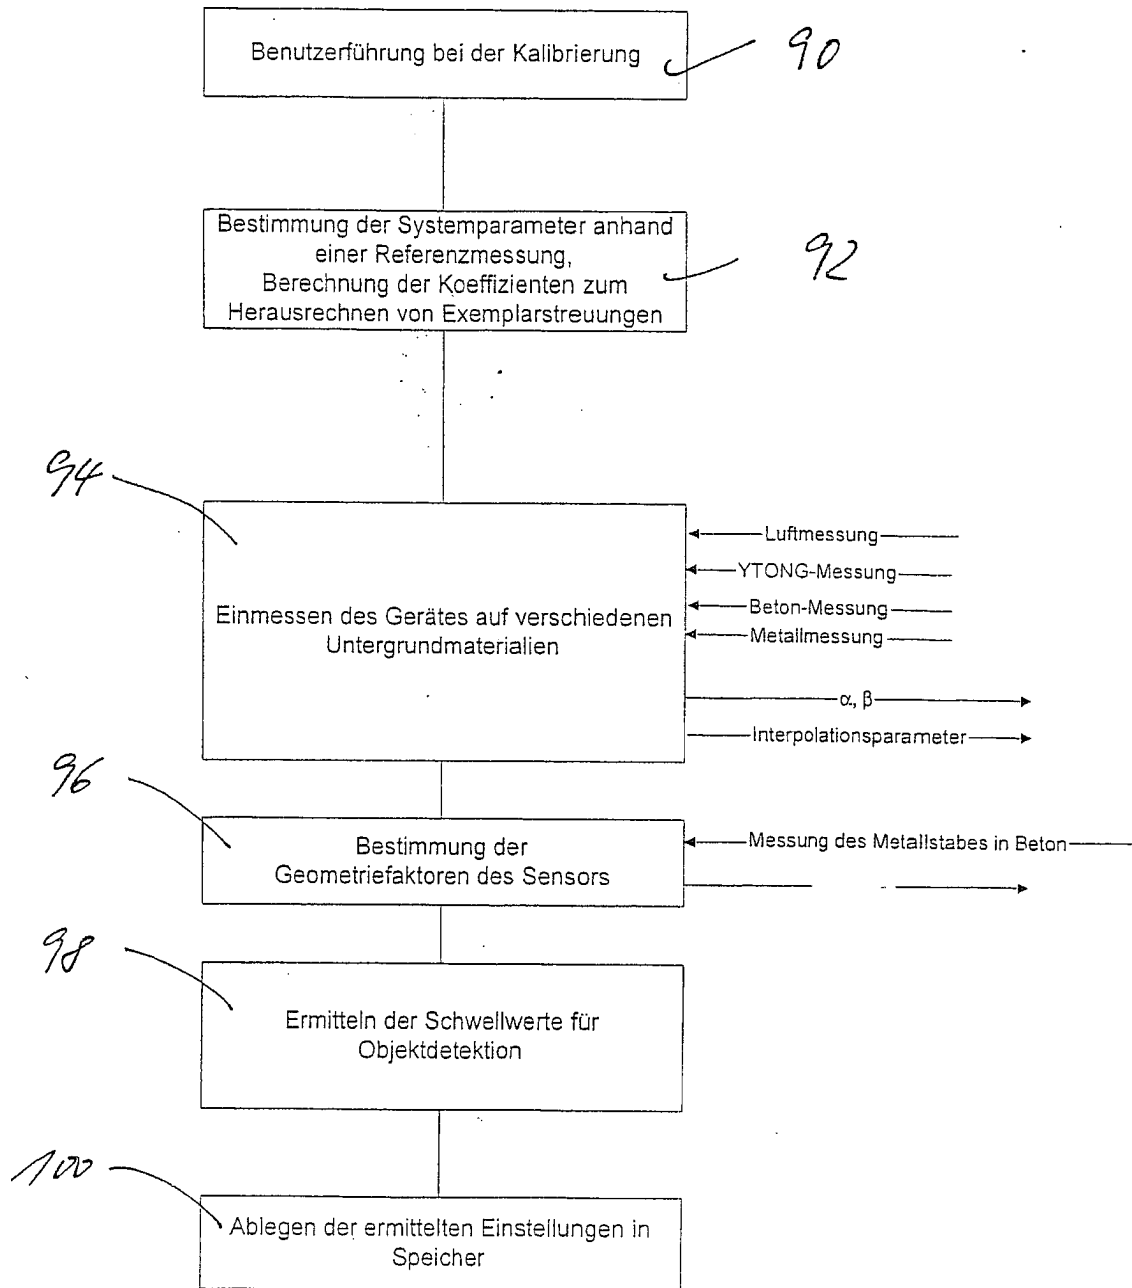 Benutzerführung bei der Kalibrierung
90
Bestimmung der Systemparameter anhand
einer Referenzmessung,
Berechnung der Koeffizienten zum
Herausrechnen von Exemplarstreuungen
92
94
Einmessen des Gerätes auf verschiedenen
Untergrundmaterialien
Luftmessung
YTONG-Messung
Beton-Messung
Metallmessung
α, β
Interpolationsparameter
96
Bestimmung der
Geometriefaktoren des Sensors
Messung des Metallstabes in Beton
98
Ermitteln der Schwellwerte für
Objektdetektion
100
Ablegen der ermittelten Einstellungen in
Speicher